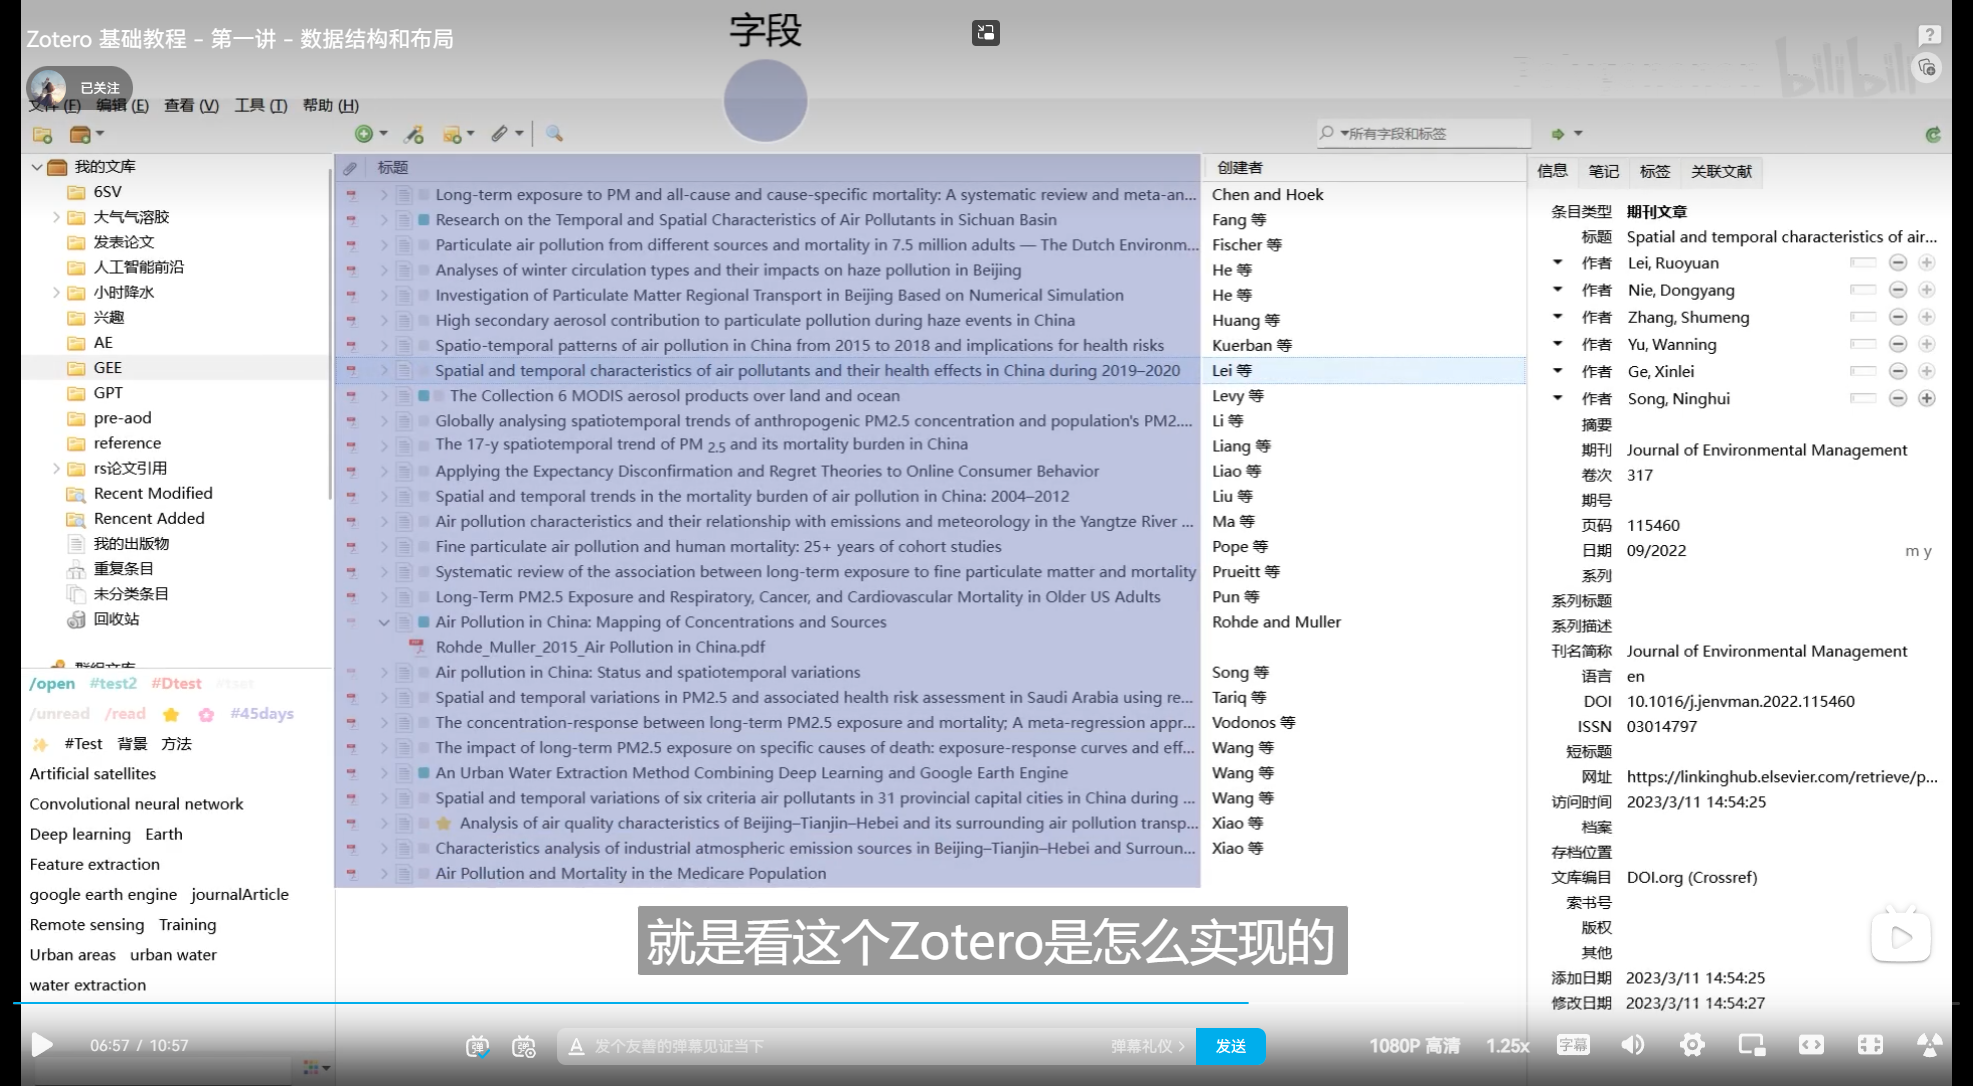 字段
Zotero 基础教程 – 第一讲 – 数据结构和布局
已关注
文件 (F) 编辑 (E) 查看 (V) 工具 (T) 帮助 (H)
所有字段和标签
我的文库
6SV
大气气溶胶
发表论文
人工智能前沿
小时降水
兴趣
AE
GEE
GPT
pre-aod
reference
rs论文引用
Recent Modified
Rencent Added
我的出版物
重复条目
未分类条目
回收站
群组文库
/open #test2 #Dtest #tset
/unread /read #45days
#Test 背景 方法
Artificial satellites
Convolutional neural network
Deep learning Earth
Feature extraction
google earth engine journalArticle
Remote sensing Training
Urban areas urban water
water extraction
标题 创建者
Long-term exposure to PM and all-cause and cause-specific mortality: A systematic review and meta-an... Chen and Hoek
Research on the Temporal and Spatial Characteristics of Air Pollutants in Sichuan Basin Fang 等
Particulate air pollution from different sources and mortality in 7.5 million adults — The Dutch Environm... Fischer 等
Analyses of winter circulation types and their impacts on haze pollution in Beijing He 等
Investigation of Particulate Matter Regional Transport in Beijing Based on Numerical Simulation He 等
High secondary aerosol contribution to particulate pollution during haze events in China Huang 等
Spatio-temporal patterns of air pollution in China from 2015 to 2018 and implications for health risks Kuerban 等
Spatial and temporal characteristics of air pollutants and their health effects in China during 2019–2020 Lei 等
The Collection 6 MODIS aerosol products over land and ocean Levy 等
Globally analysing spatiotemporal trends of anthropogenic PM2.5 concentration and population's PM2.... Li 等
The 17-y spatiotemporal trend of PM 2.5 and its mortality burden in China Liang 等
Applying the Expectancy Disconfirmation and Regret Theories to Online Consumer Behavior Liao 等
Spatial and temporal trends in the mortality burden of air pollution in China: 2004–2012 Liu 等
Air pollution characteristics and their relationship with emissions and meteorology in the Yangtze River ... Ma 等
Fine particulate air pollution and human mortality: 25+ years of cohort studies Pope 等
Systematic review of the association between long-term exposure to fine particulate matter and mortality Prueitt 等
Long-Term PM2.5 Exposure and Respiratory, Cancer, and Cardiovascular Mortality in Older US Adults Pun 等
Air Pollution in China: Mapping of Concentrations and Sources Rohde and Muller
Rohde_Muller_2015_Air Pollution in China.pdf
Air pollution in China: Status and spatiotemporal variations Song 等
Spatial and temporal variations in PM2.5 and associated health risk assessment in Saudi Arabia using re... Tariq 等
The concentration-response between long-term PM2.5 exposure and mortality; A meta-regression appr... Vodonos 等
The impact of long-term PM2.5 exposure on specific causes of death: exposure-response curves and eff... Wang 等
An Urban Water Extraction Method Combining Deep Learning and Google Earth Engine Wang 等
Spatial and temporal variations of six criteria air pollutants in 31 provincial capital cities in China during ... Wang 等
Analysis of air quality characteristics of Beijing–Tianjin–Hebei and its surrounding air pollution transp... Xiao 等
Characteristics analysis of industrial atmospheric emission sources in Beijing–Tianjin–Hebei and Surroun... Xiao 等
Air Pollution and Mortality in the Medicare Population
信息 笔记 标签 关联文献
条目类型 期刊文章
标题 Spatial and temporal characteristics of air...
作者 Lei, Ruoyuan
作者 Nie, Dongyang
作者 Zhang, Shumeng
作者 Yu, Wanning
作者 Ge, Xinlei
作者 Song, Ninghui
摘要
期刊 Journal of Environmental Management
卷次 317
期号
页码 115460
日期 09/2022 m y
系列
系列标题
系列描述
刊名简称 Journal of Environmental Management
语言 en
DOI 10.1016/j.jenvman.2022.115460
ISSN 03014797
短标题
网址 https://linkinghub.elsevier.com/retrieve/p...
访问时间 2023/3/11 14:54:25
档案
存档位置
文库编目 DOI.org (Crossref)
索书号
版权
其他
添加日期 2023/3/11 14:54:25
修改日期 2023/3/11 14:54:27
就是看这个Zotero是怎么实现的
06:57 / 10:57
弹 弹 A 发个友善的弹幕见证当下 弹幕礼仪 发送
1080P 高清 1.25x 字幕
bilibili